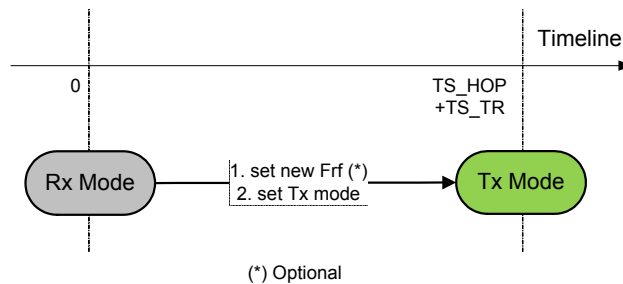 Timeline
0
TS_HOP
+TS_TR
Rx Mode
1. set new Frf (*)
2. set Tx mode
Tx Mode
(*) Optional